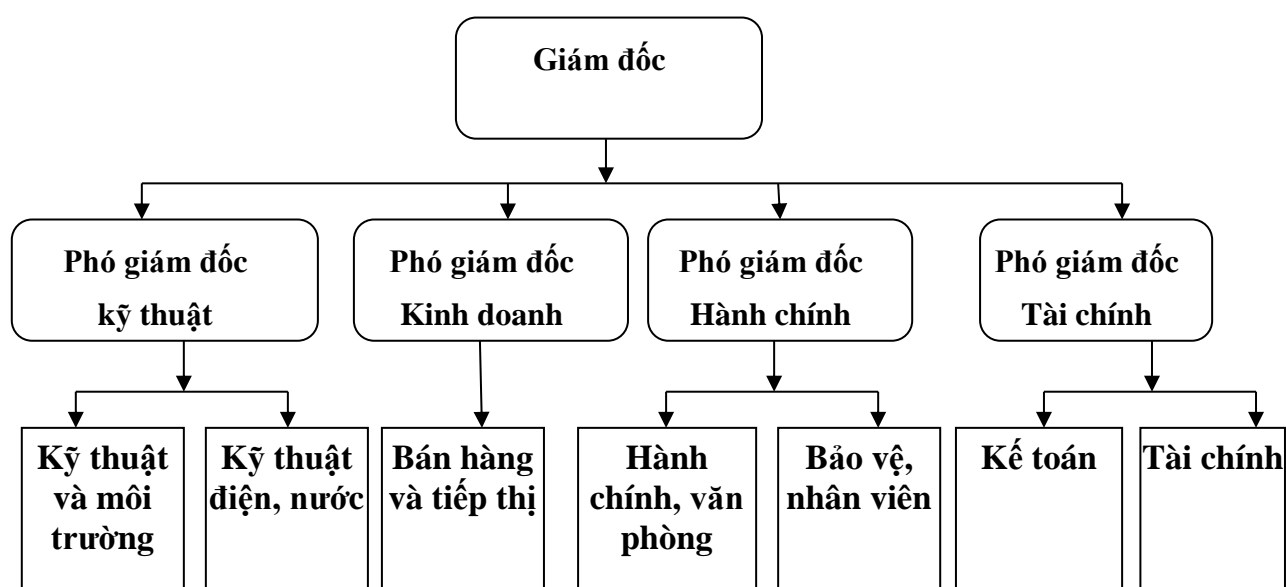 Giám đốc
Phó giám đốc
kỹ thuật
Phó giám đốc
Kinh doanh
Phó giám đốc
Hành chính
Phó giám đốc
Tài chính
Kỹ thuật
và môi
trường
Kỹ thuật
điện, nước
Bán hàng
và tiếp thị
Hành
chính, văn
phòng
Bảo vệ,
nhân viên
Kế toán
Tài chính